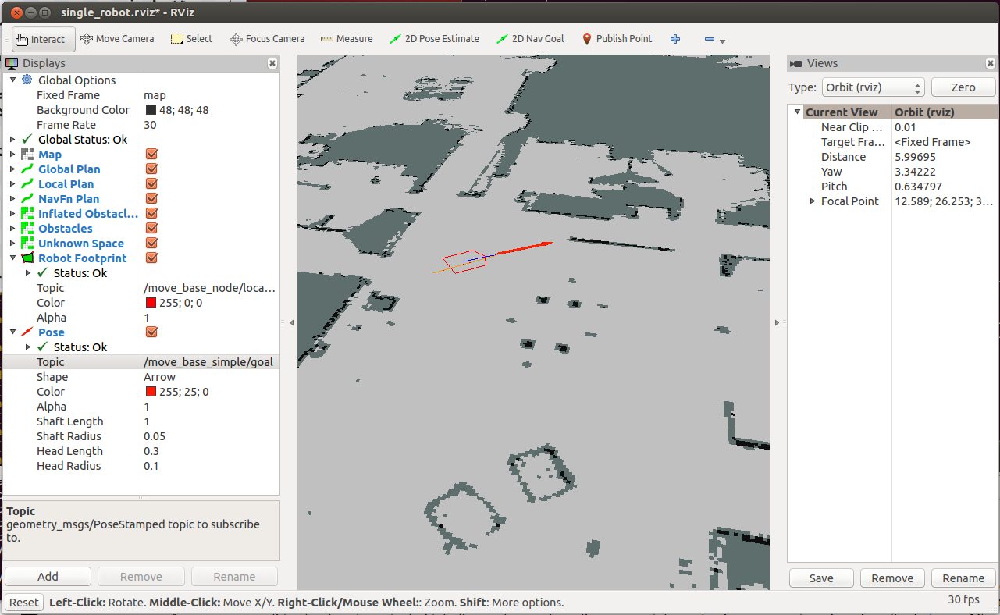 single_robot.rviz* - RViz
Interact Move Camera Select Focus Camera Measure 2D Pose Estimate 2D Nav Goal Publish Point
Displays
Global Options
Fixed Frame map
Background Color 48; 48; 48
Frame Rate 30
Global Status: Ok
Map
Global Plan
Local Plan
NavFn Plan
Inflated Obstacl...
Obstacles
Unknown Space
Robot Footprint
Status: Ok
Topic /move_base_node/loca...
Color 255; 0; 0
Alpha 1
Pose
Status: Ok
Topic /move_base_simple/goal
Shape Arrow
Color 255; 25; 0
Alpha 1
Shaft Length 1
Shaft Radius 0.05
Head Length 0.3
Head Radius 0.1
Topic
geometry_msgs/PoseStamped topic to subscribe
to.
Add Remove Rename
Views
Type: Orbit (rviz) Zero
Current View Orbit (rviz)
Near Clip ... 0.01
Target Fra... <Fixed Frame>
Distance 5.99695
Yaw 3.34222
Pitch 0.634797
Focal Point 12.589; 26.253; 3...
Save Remove Rename
Reset Left-Click: Rotate. Middle-Click: Move X/Y. Right-Click/Mouse Wheel:: Zoom. Shift: More options. 30 fps